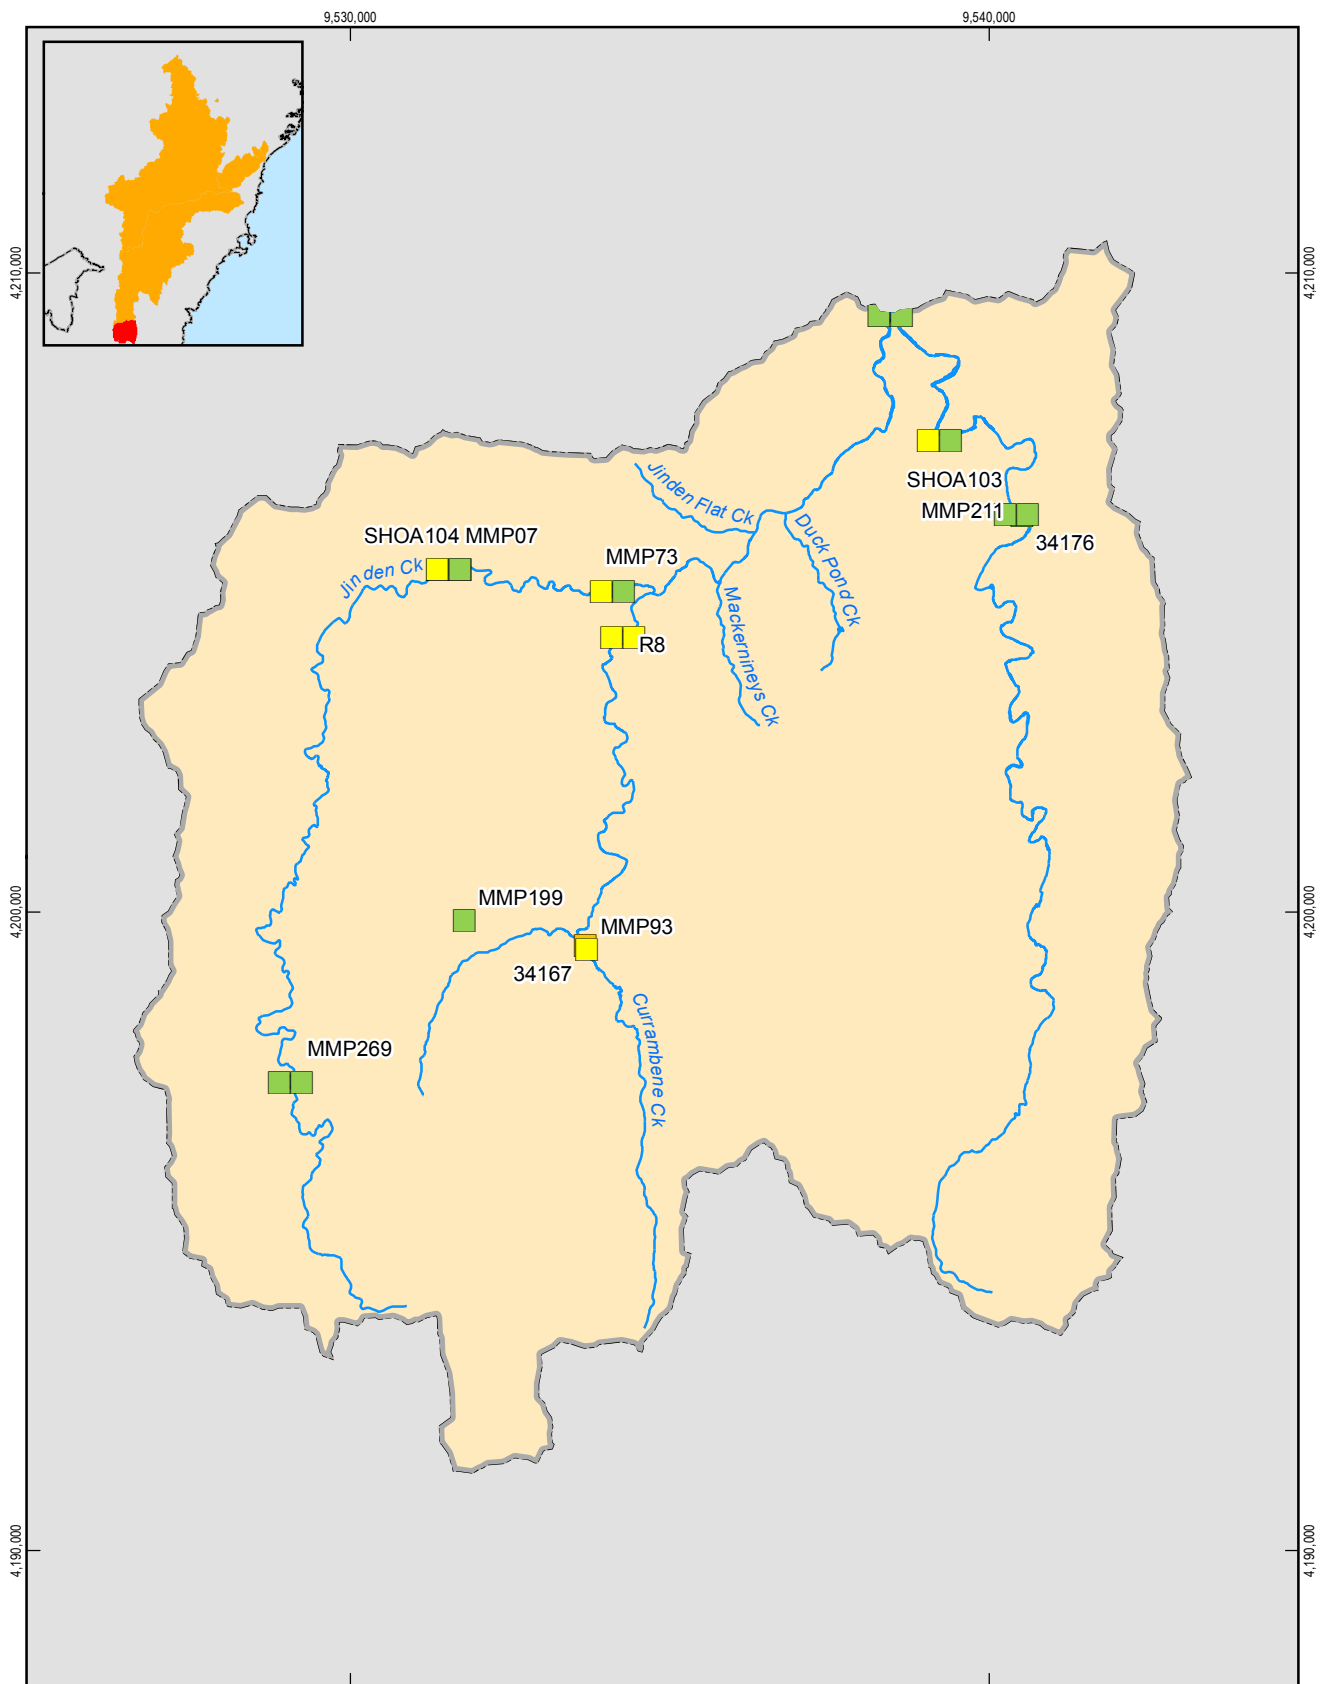 9,530,000
9,540,000
4,210,000
4,210,000
Jinden Flat Ck
SHOA103
MMP211
34176
Duck Pond Ck
SHOA104 MMP07
Jinden Ck
MMP73
Mackernineys Ck
R8
MMP199
4,200,000
4,200,000
MMP93
34167
Currambene Ck
MMP269
4,190,000
4,190,000